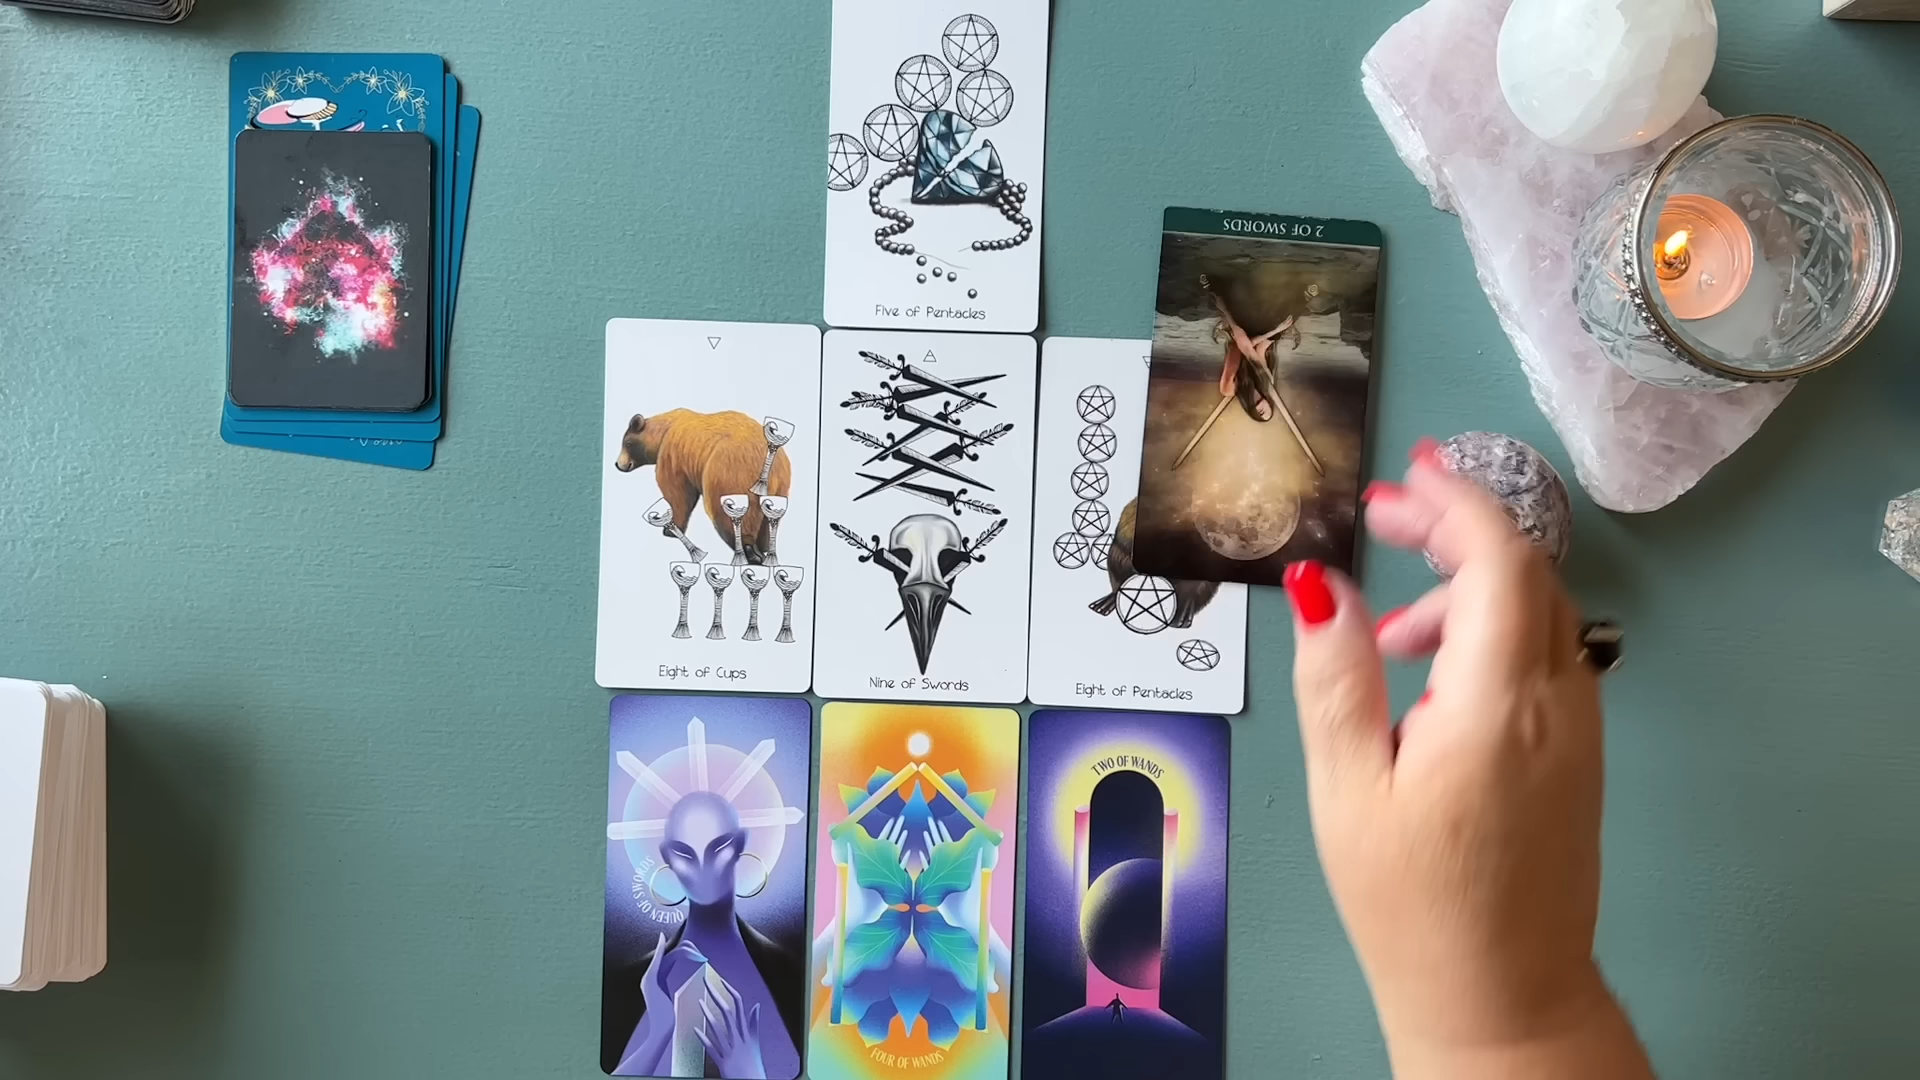 Five of Pentacles
2 OF SWORDS
Eight of Cups
Nine of Swords
Eight of Pentacles
QUEEN OF SWORDS
FOUR OF WANDS
TWO OF WANDS